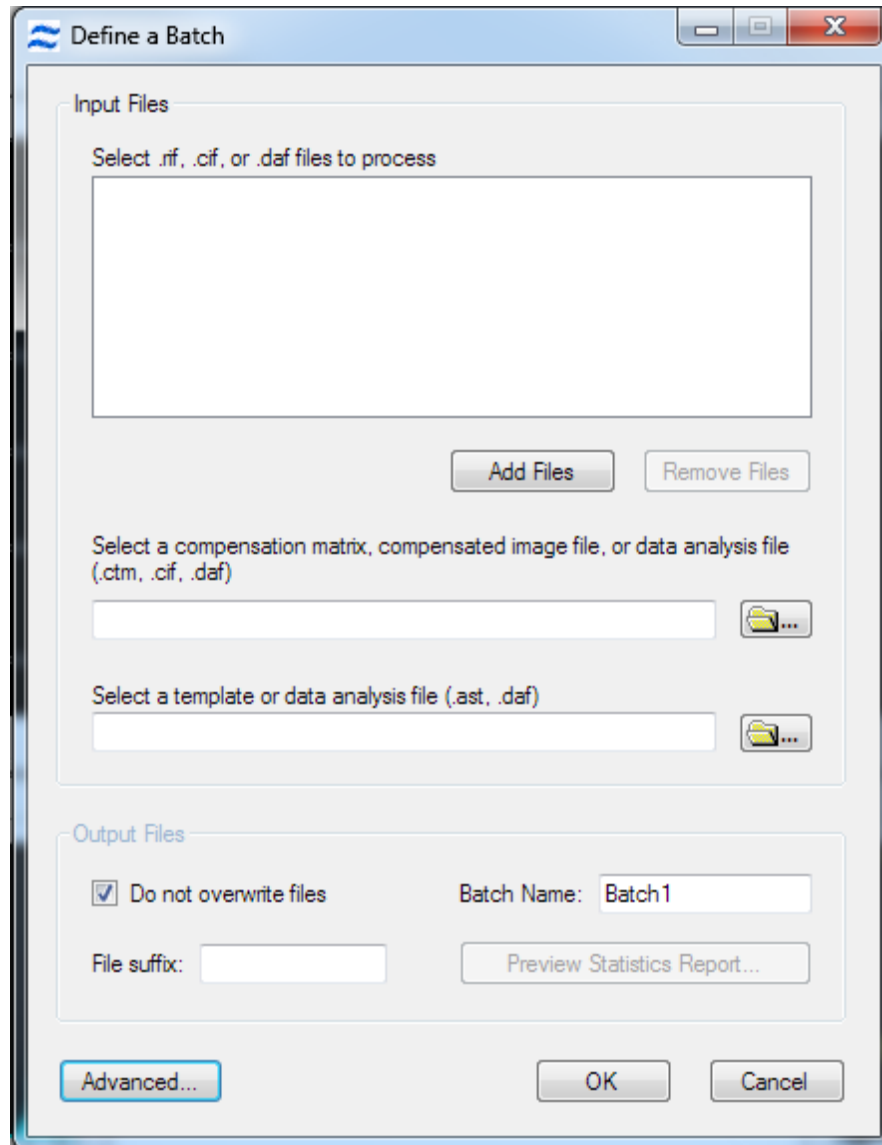 Define a Batch
Input Files
Select .rif, .cif, or .daf files to process
Add Files
Remove Files
Select a compensation matrix, compensated image file, or data analysis file
(.ctm, .cif, .daf)
...
Select a template or data analysis file (.ast, .daf)
...
Output Files
Do not overwrite files
Batch Name: Batch1
File suffix:
Preview Statistics Report...
Advanced...
OK
Cancel